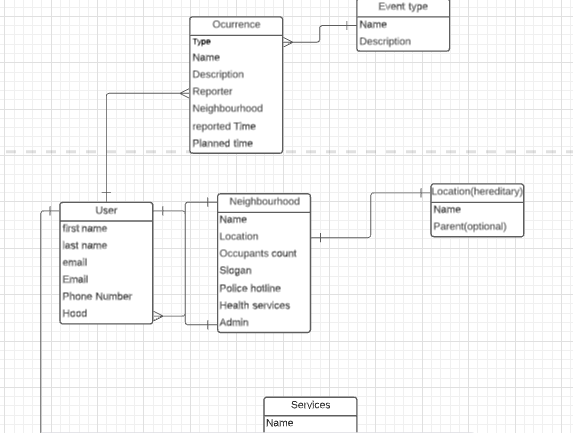 Event type
Name
Description
Ocurrence
Type
Name
Description
Reporter
Neighbourhood
reported Time
Planned time
User
first name
last name
email
Email
Phone Number
Hood
Neighbourhood
Name
Location
Occupants count
Slogan
Police hotline
Health services
Admin
Location(hereditary)
Name
Parent(optional)
Services
Name